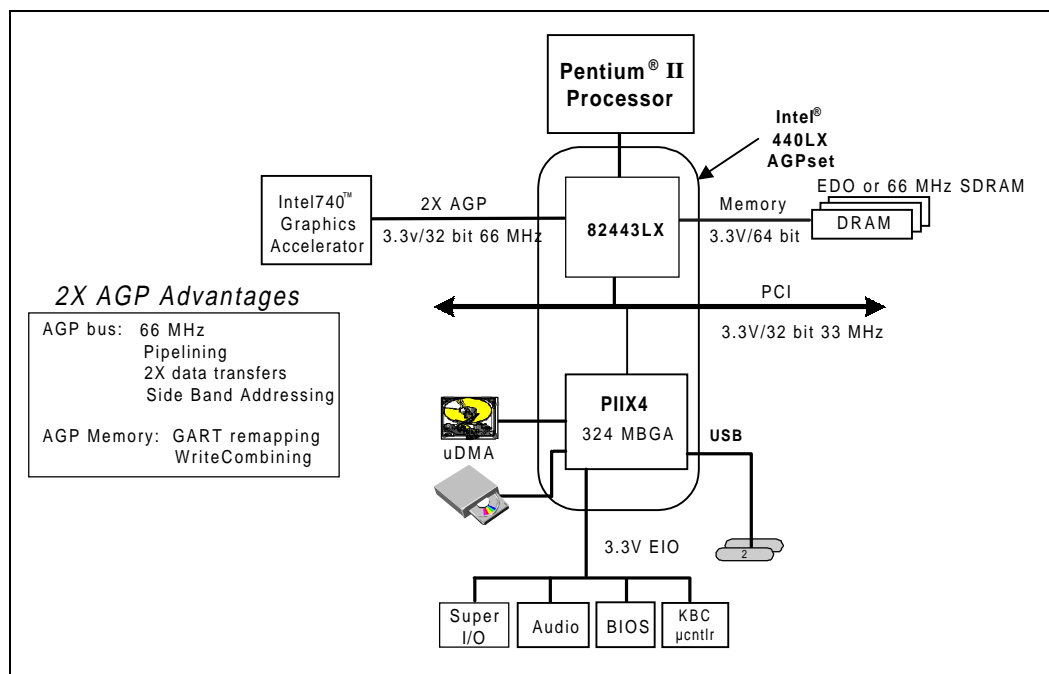 Pentium® II
Processor
Intel®
440LX
AGPset
EDO or 66 MHz SDRAM
Intel740™
Graphics
Accelerator
2X AGP
3.3v/32 bit 66 MHz
82443LX
Memory
3.3V/64 bit
DRAM
2X AGP Advantages
PCI
3.3V/32 bit 33 MHz
AGP bus: 66 MHz
Pipelining
2X data transfers
Side Band Addressing
AGP Memory: GART remapping
WriteCombining
PIIX4
324 MBGA
uDMA
USB
2
3.3V EIO
Super
I/O
Audio
BIOS
KBC
µcntlr